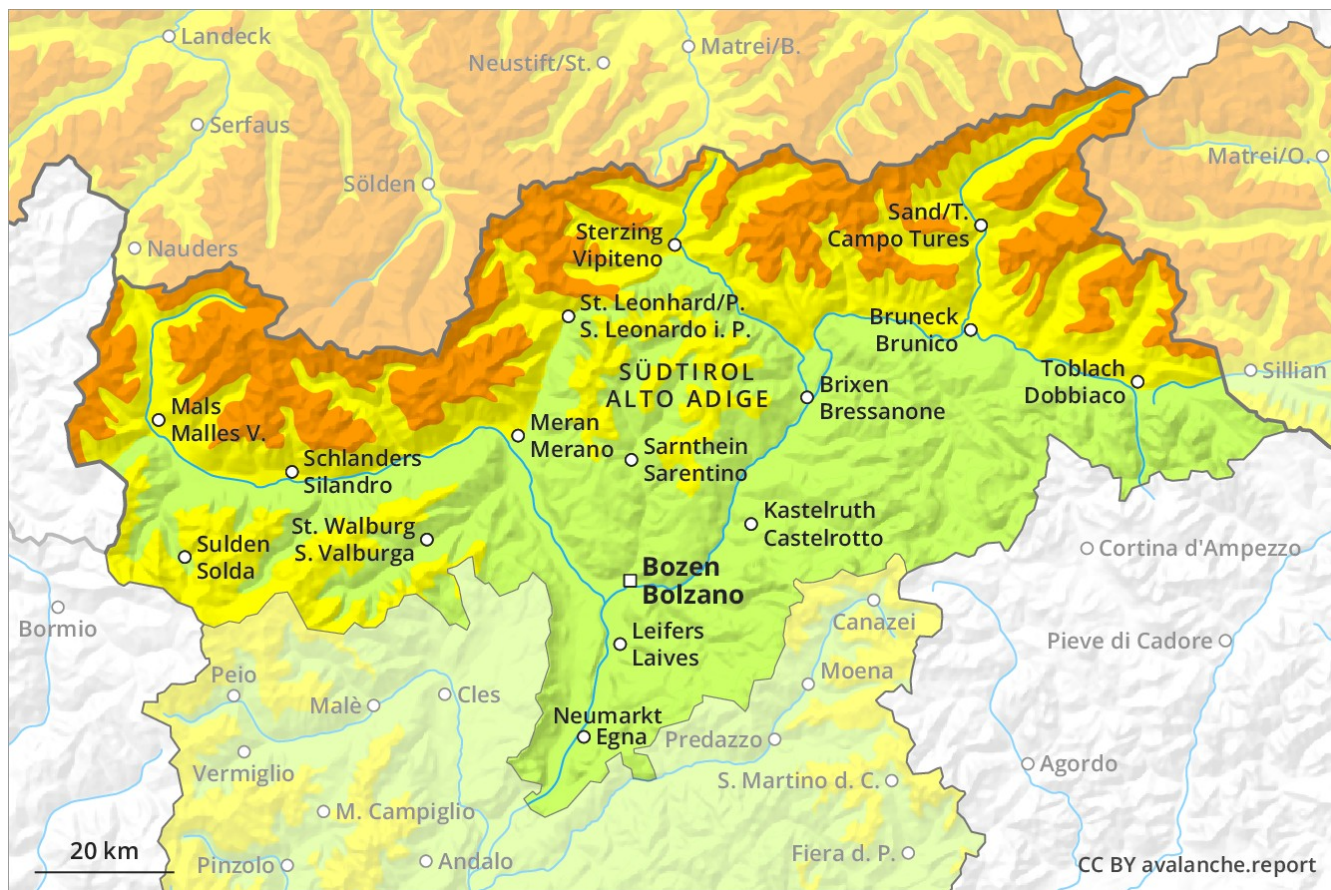 Landeck
Neustift/St.
Matrei/B.
Serfaus
Matrei/O.
Sölden
Nauders
Sand/T.
Campo Tures
Sterzing
Vipiteno
St. Leonhard/P.
S. Leonardo i. P.
Bruneck
Brunico
SÜDTIROL
ALTO ADIGE
Toblach
Dobbiaco
Sillian
Brixen
Bressanone
Mals
Malles V.
Meran
Merano
Sarnthein
Sarentino
Schlanders
Silandro
Kastelruth
Castelrotto
St. Walburg
S. Valburga
Sulden
Solda
Cortina d'Ampezzo
Bozen
Bolzano
Bormio
Canazei
Leifers
Laives
Pieve di Cadore
Peio
Moena
Malè
Cles
Neumarkt
Egna
Predazzo
Vermiglio
Agordo
S. Martino d. C.
M. Campiglio
20 km
Pinzolo
Andalo
Fiera d. P.
CC BY avalanche.report